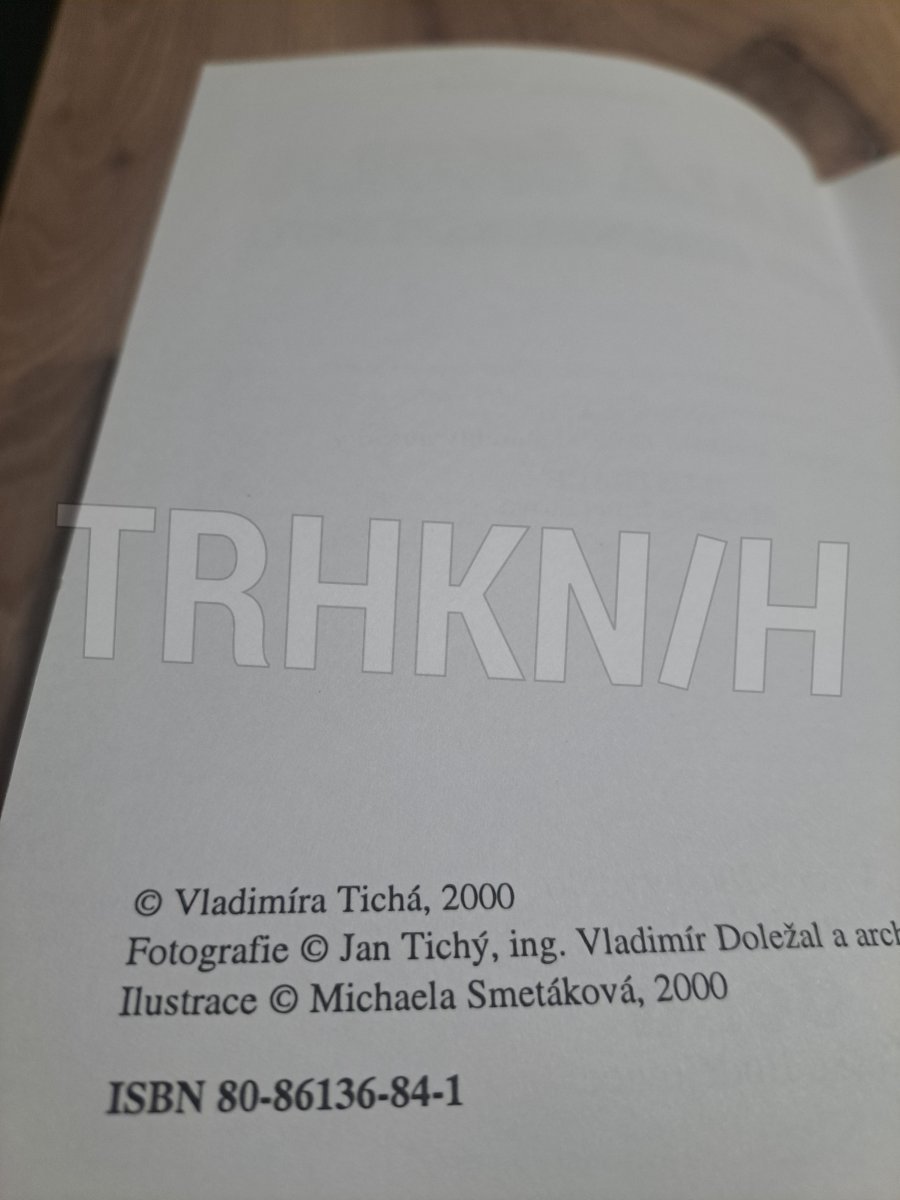 TRHKN/H
© Vladimíra Tichá, 2000
Fotografie © Jan Tichý, ing. Vladimír Doležal a arch
Ilustrace © Michaela Smetáková, 2000
ISBN 80-86136-84-1